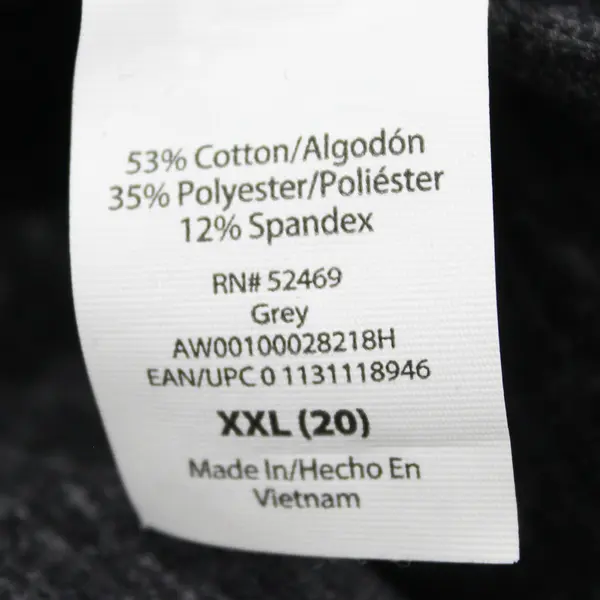 53% Cotton/Algodón
35% Polyester/Poliéster
12% Spandex
RN# 52469
Grey
AW00100028218H
EAN/UPC 0 1131118946
XXL (20)
Made In/Hecho En
Vietnam